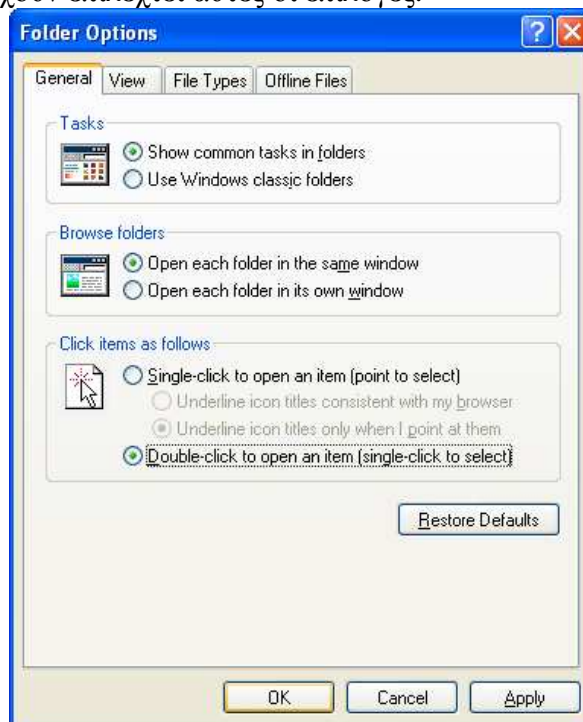 αυτές οι επιλογές.
Folder Options
General View File Types Offline Files
Tasks
Show common tasks in folders
Use Windows classic folders
Browse folders
Open each folder in the same window
Open each folder in its own window
Click items as follows
Single-click to open an item (point to select)
Underline icon titles consistent with my browser
Underline icon titles only when I point at them
Double-click to open an item (single-click to select)
Restore Defaults
OK Cancel Apply